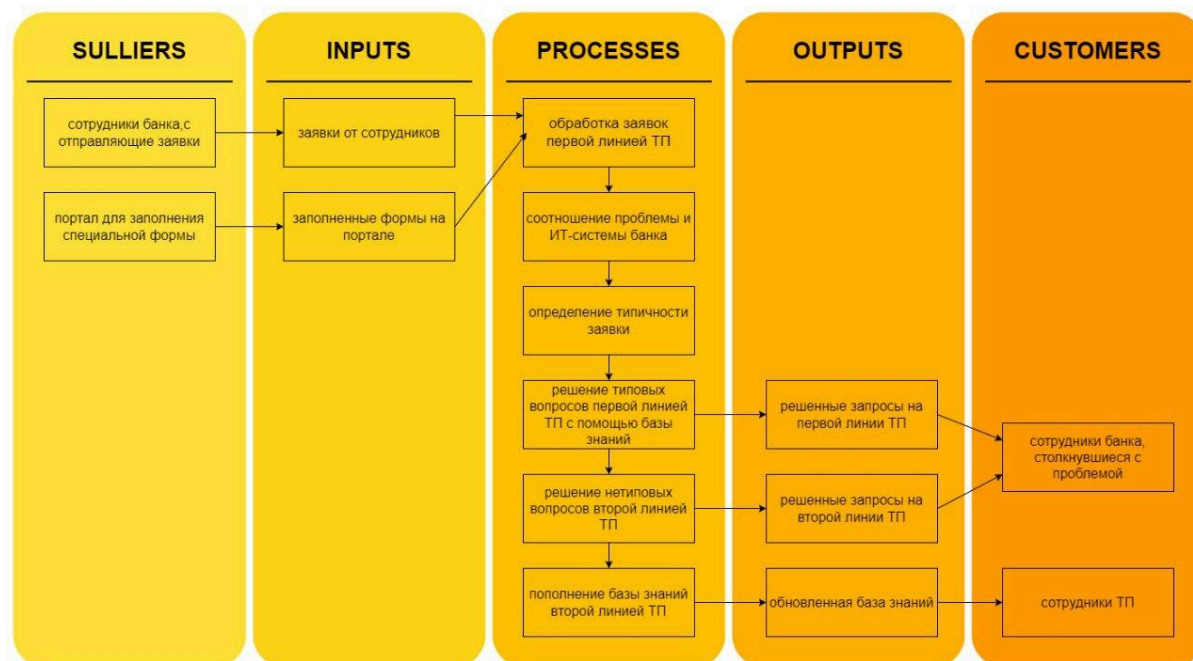 SULLIERS
сотрудники банка,с
отправляющие заявки
портал для заполнения
специальной формы
INPUTS
заявки от сотрудников
заполненные формы на
портале
PROCESSES
обработка заявок
первой линией ТП
соотношение проблемы и
ИТ-системы банка
определение типичности
заявки
решение типовых
вопросов первой линией
ТП с помощью базы
знаний
решение нетиповых
вопросов второй линией
ТП
пополнение базы знаний
второй линией ТП
OUTPUTS
решенные запросы на
первой линии ТП
решенные запросы на
второй линии ТП
обновленная база знаний
CUSTOMERS
сотрудники банка,
столкнувшиеся с
проблемой
сотрудники ТП